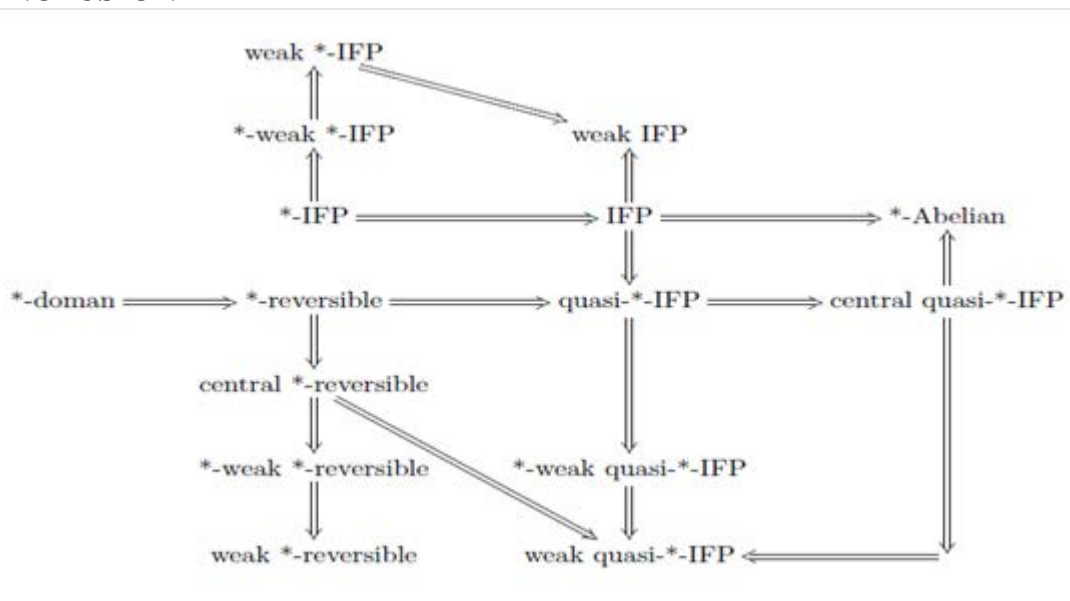 weak *-IFP
*-weak *-IFP
weak IFP
*-IFP
IFP
*-Abelian
*-doman
*-reversible
quasi-*-IFP
central quasi-*-IFP
central *-reversible
*-weak *-reversible
*-weak quasi-*-IFP
weak *-reversible
weak quasi-*-IFP